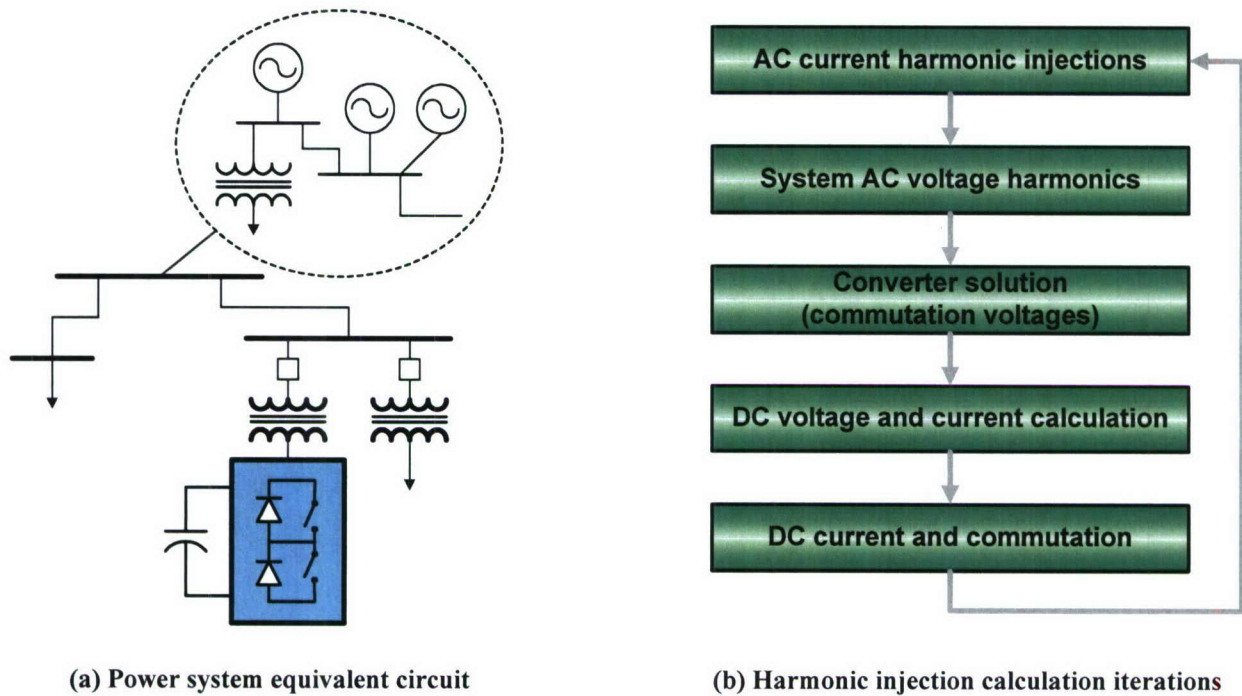 AC current harmonic injections
System AC voltage harmonics
Converter solution
(commutation voltages)
DC voltage and current calculation
DC current and commutation
(a) Power system equivalent circuit
(b) Harmonic injection calculation iterations